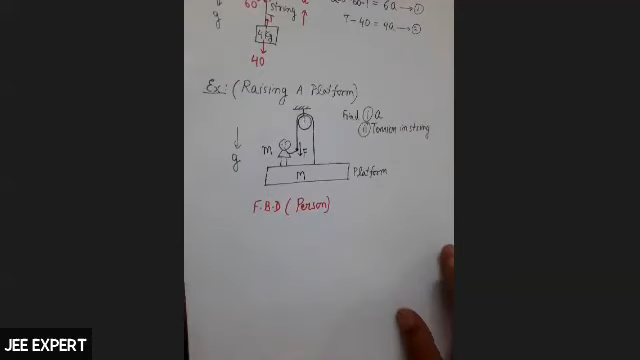 60
g
string
T
a
6a → ①
4kg
T - 40 = 4a → ②
40
Ex: (Raising A Platform)
Find ① a
② Tension in string
g
m
F
M
Platform
F.B.D (Person)
JEE EXPERT